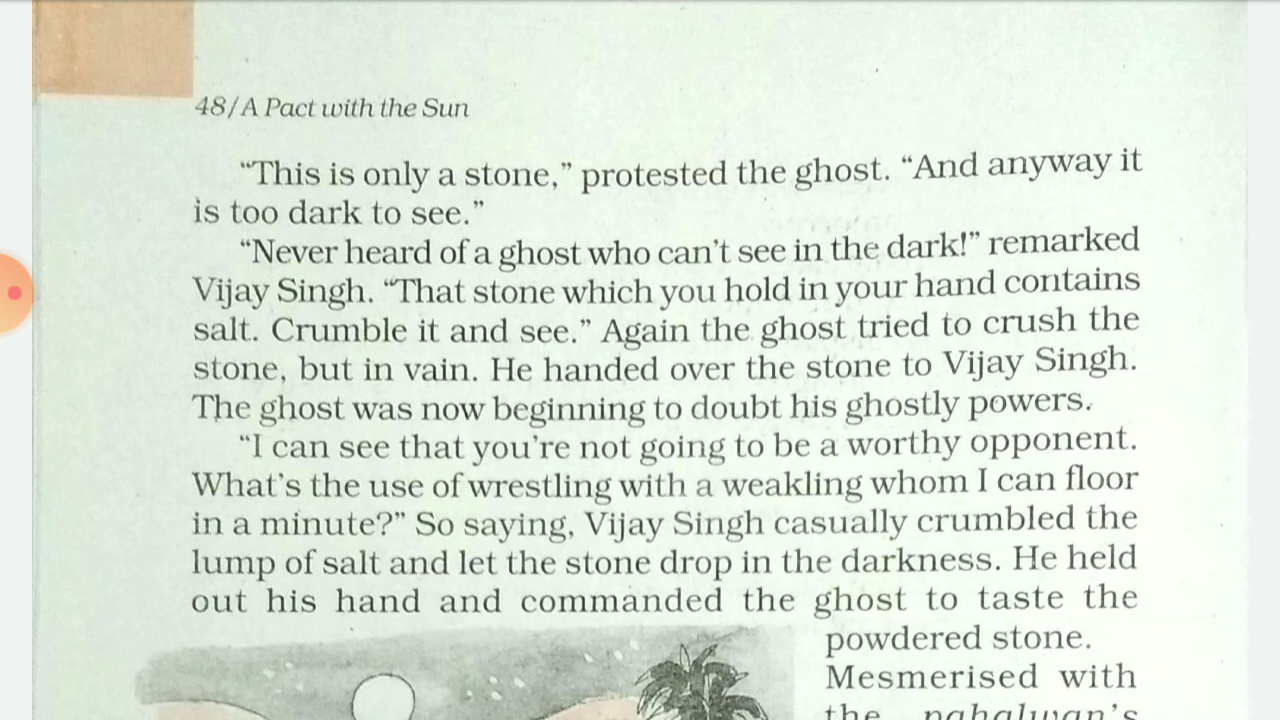 48/A Pact with the Sun
“This is only a stone,” protested the ghost. “And anyway it
is too dark to see.”
“Never heard of a ghost who can’t see in the dark!” remarked
Vijay Singh. “That stone which you hold in your hand contains
salt. Crumble it and see.” Again the ghost tried to crush the
stone, but in vain. He handed over the stone to Vijay Singh.
The ghost was now beginning to doubt his ghostly powers.
“I can see that you’re not going to be a worthy opponent.
What’s the use of wrestling with a weakling whom I can floor
in a minute?” So saying, Vijay Singh casually crumbled the
lump of salt and let the stone drop in the darkness. He held
out his hand and commanded the ghost to taste the
powdered stone.
Mesmerised with
the pahalwan’s